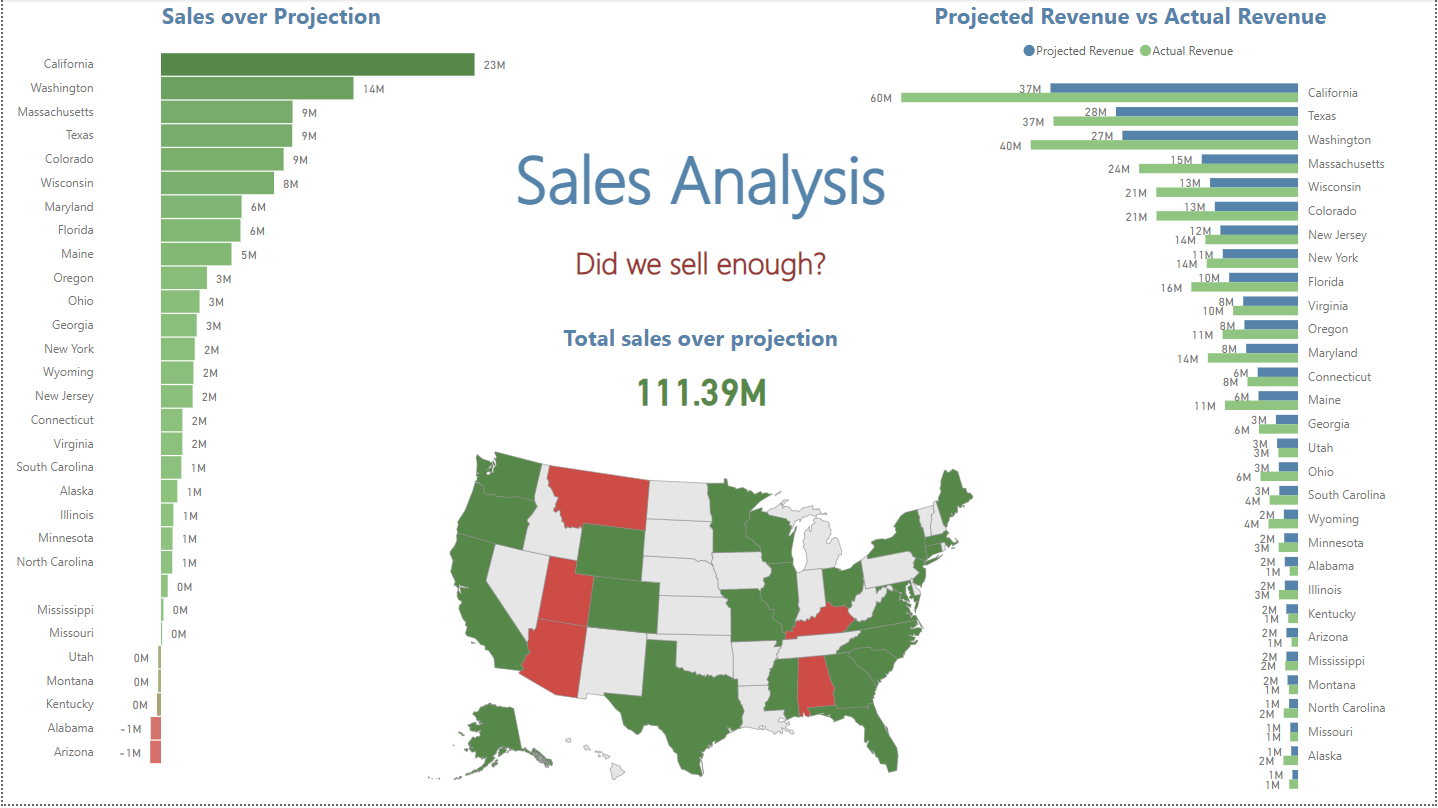 Sales over Projection
California 23M
Washington 14M
Massachusetts 9M
Texas 9M
Colorado 9M
Wisconsin 8M
Maryland 6M
Florida 6M
Maine 5M
Oregon 3M
Ohio 3M
Georgia 3M
New York 2M
Wyoming 2M
New Jersey 2M
Connecticut 2M
Virginia 2M
South Carolina 1M
Alaska 1M
Illinois 1M
Minnesota 1M
North Carolina 1M
0M
Mississippi 0M
Missouri 0M
Utah 0M
Montana 0M
Kentucky 0M
Alabama -1M
Arizona -1M
Sales Analysis
Did we sell enough?
Total sales over projection
111.39M
Projected Revenue vs Actual Revenue
Projected Revenue Actual Revenue
37M
60M California
28M
37M Texas
27M
40M Washington
15M
24M Massachusetts
13M
21M Wisconsin
13M
21M Colorado
12M
14M New Jersey
11M
14M New York
10M
16M Florida
8M
10M Virginia
8M
11M Oregon
8M
14M Maryland
6M
8M Connecticut
6M
11M Maine
3M
6M Georgia
3M
3M Utah
3M
6M Ohio
3M
4M South Carolina
2M
4M Wyoming
2M
3M Minnesota
2M
1M Alabama
2M
3M Illinois
2M
1M Kentucky
2M
1M Arizona
2M
2M Mississippi
2M
1M Montana
1M
2M North Carolina
1M
1M Missouri
1M
2M Alaska
1M
1M